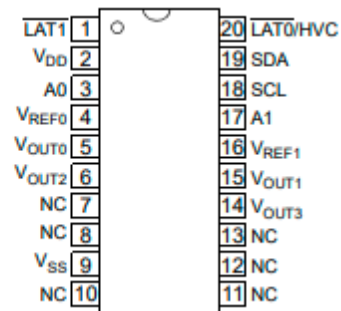 LAT1 1 20 LAT0/HVC
VDD 2 19 SDA
A0 3 18 SCL
VREF0 4 17 A1
VOUT0 5 16 VREF1
VOUT2 6 15 VOUT1
NC 7 14 VOUT3
NC 8 13 NC
VSS 9 12 NC
NC 10 11 NC